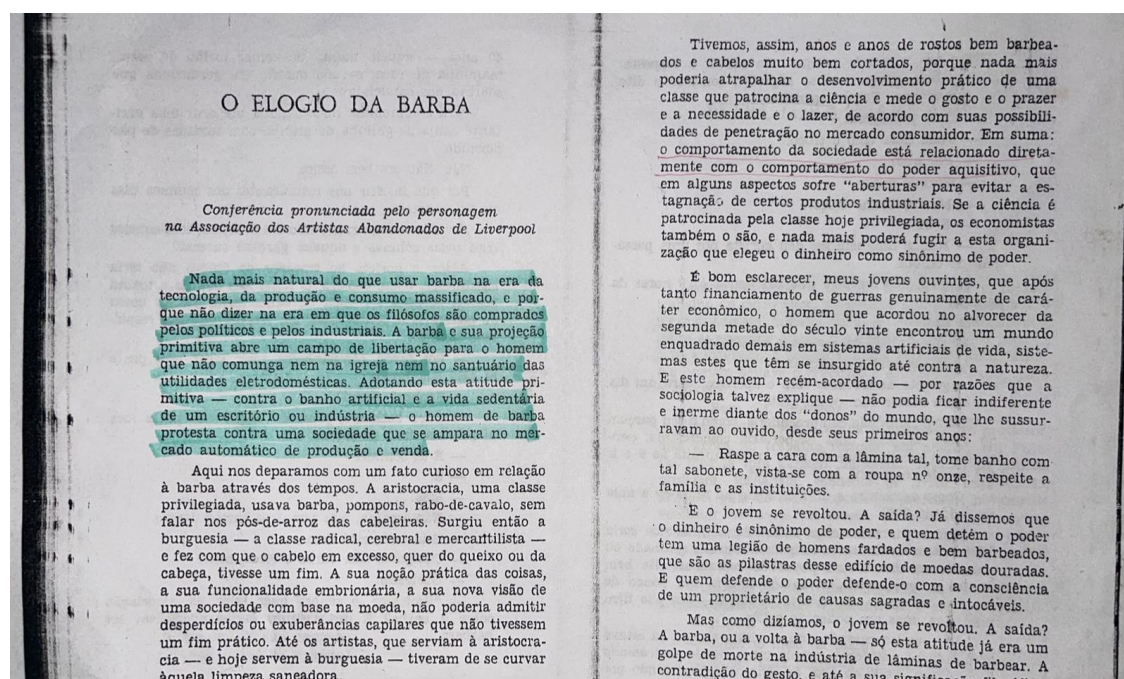 O ELOGIO DA BARBA
Conferência pronunciada pelo personagem
na Associação dos Artistas Abandonados de Liverpool
Nada mais natural do que usar barba na era da
tecnologia, da produção e consumo massificado, e por-
que não dizer na era em que os filósofos são comprados
pelos políticos e pelos industriais. A barba e sua projeção
primitiva abre um campo de libertação para o homem
que não comunga nem na igreja nem no santuário das
utilidades eletrodomésticas. Adotando esta atitude pri-
mitiva — contra o banho artificial e a vida sedentária
de um escritório ou indústria — o homem de barba
protesta contra uma sociedade que se ampara no mer-
cado automático de produção e venda.
Aqui nos deparamos com um fato curioso em relação
à barba através dos tempos. A aristocracia, uma classe
privilegiada, usava barba, pompons, rabo-de-cavalo, sem
falar nos pós-de-arroz das cabeleiras. Surgiu então a
burguesia — a classe radical, cerebral e mercantilista —
e fez com que o cabelo em excesso, quer do queixo ou da
cabeça, tivesse um fim. A sua noção prática das coisas,
a sua funcionalidade embrionária, a sua nova visão de
uma sociedade com base na moeda, não poderia admitir
desperdícios ou exuberâncias capilares que não tivessem
um fim prático. Até os artistas, que serviam à aristocra-
cia — e hoje servem à burguesia — tiveram de se curvar
àquela limpeza saneadora.
Tivemos, assim, anos e anos de rostos bem barbea-
dos e cabelos muito bem cortados, porque nada mais
poderia atrapalhar o desenvolvimento prático de uma
classe que patrocina a ciência e mede o gosto e o prazer
e a necessidade e o lazer, de acordo com suas possibili-
dades de penetração no mercado consumidor. Em suma:
o comportamento da sociedade está relacionado direta-
mente com o comportamento do poder aquisitivo, que
em alguns aspectos sofre "aberturas" para evitar a es-
tagnação de certos produtos industriais. Se a ciência é
patrocinada pela classe hoje privilegiada, os economistas
também o são, e nada mais poderá fugir a esta organi-
zação que elegeu o dinheiro como sinônimo de poder.
É bom esclarecer, meus jovens ouvintes, que após
tanto financiamento de guerras genuinamente de cará-
ter econômico, o homem que acordou no alvorecer da
segunda metade do século vinte encontrou um mundo
enquadrado demais em sistemas artificiais de vida, siste-
mas estes que têm se insurgido até contra a natureza.
E este homem recém-acordado — por razões que a
sociologia talvez explique — não podia ficar indiferente
e inerme diante dos "donos" do mundo, que lhe sussur-
ravam ao ouvido, desde seus primeiros anos:
— Raspe a cara com a lâmina tal, tome banho com
tal sabonete, vista-se com a roupa nº onze, respeite a
família e as instituições.
E o jovem se revoltou. A saída? Já dissemos que
o dinheiro é sinônimo de poder, e quem detém o poder
tem uma legião de homens fardados e bem barbeados,
que são as pilastras desse edifício de moedas douradas.
E quem defende o poder defende-o com a consciência
de um proprietário de causas sagradas e intocáveis.
Mas como dizíamos, o jovem se revoltou. A saída?
A barba, ou a volta à barba — só esta atitude já era um
golpe de morte na indústria de lâminas de barbear. A
contradição do gesto, e até a sua